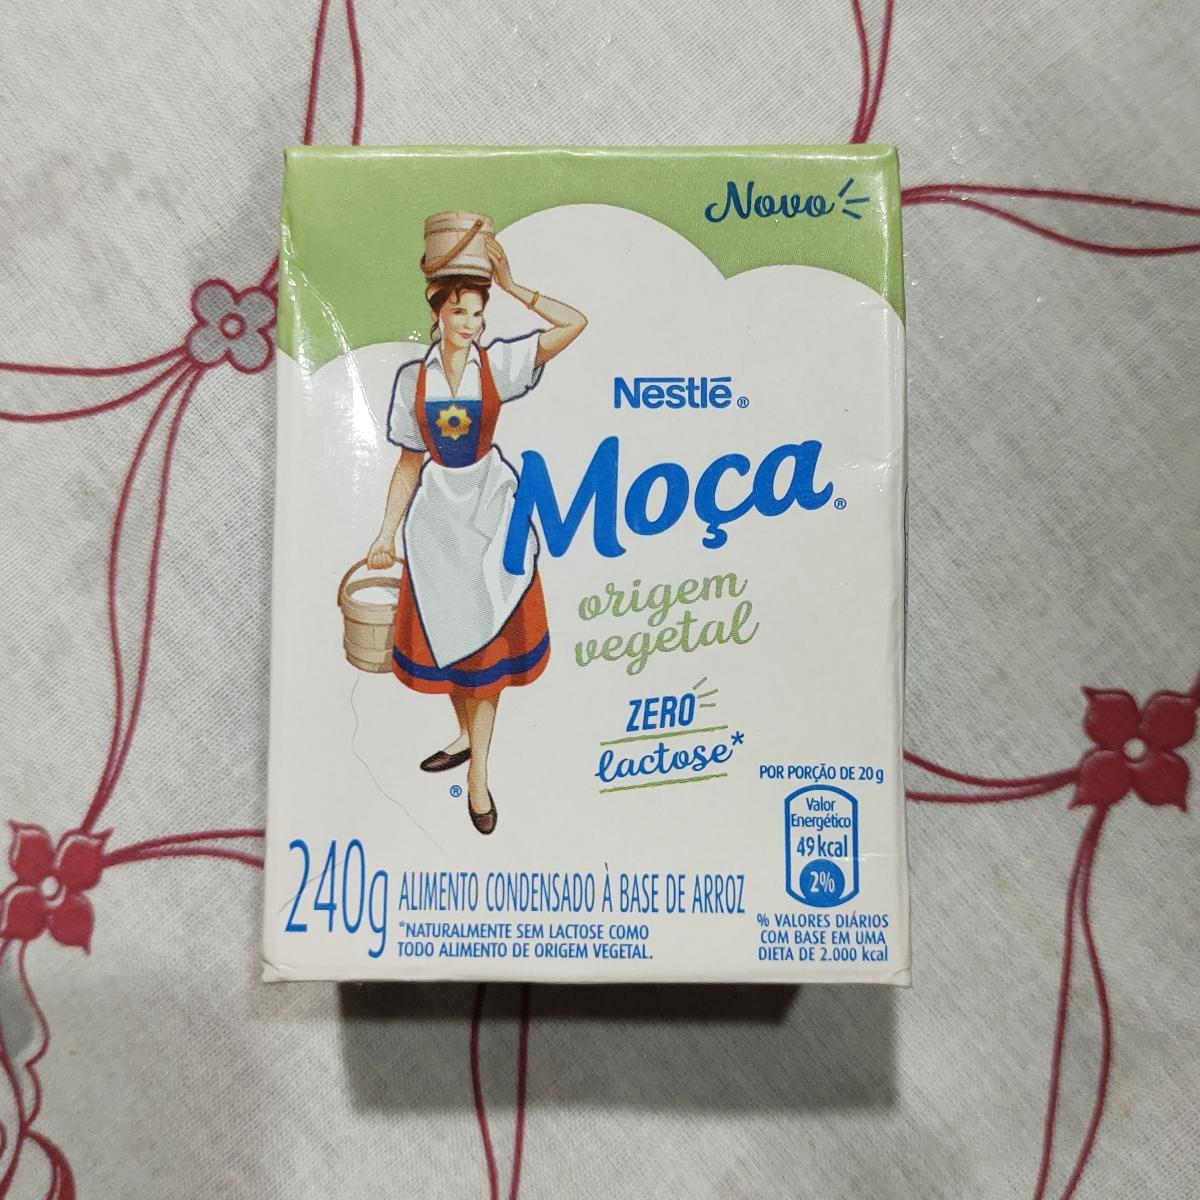 Novo
Nestlé®
Moça®
origem
vegetal
ZERO
lactose*
®
POR PORÇÃO DE 20 g
Valor
Energético
49 kcal
2%
% VALORES DIÁRIOS
COM BASE EM UMA
DIETA DE 2.000 kcal
240g ALIMENTO CONDENSADO À BASE DE ARROZ
*NATURALMENTE SEM LACTOSE COMO
TODO ALIMENTO DE ORIGEM VEGETAL.